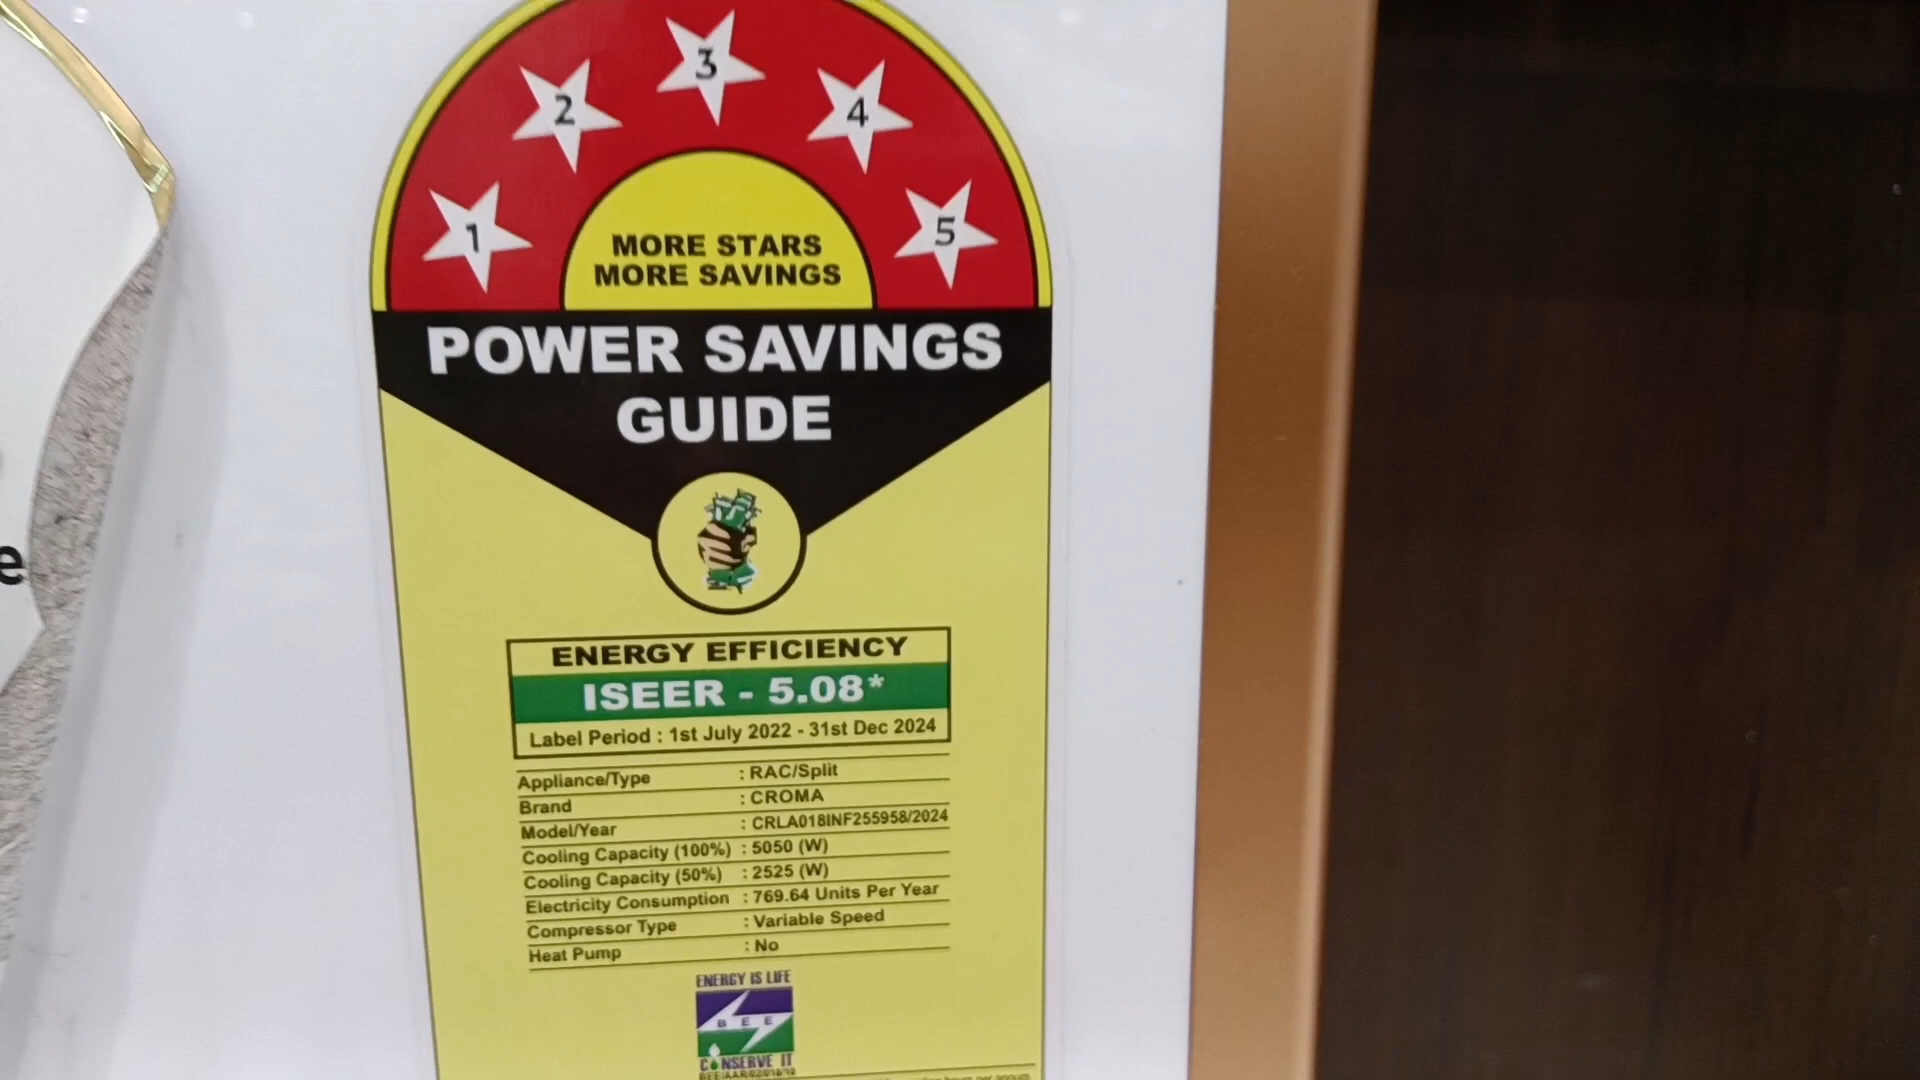 1
2
3
4
5
MORE STARS
MORE SAVINGS
POWER SAVINGS
GUIDE
e
ENERGY EFFICIENCY
ISEER - 5.08*
Label Period : 1st July 2022 - 31st Dec 2024
Appliance/Type : RAC/Split
Brand : CROMA
Model/Year : CRLA018INF255958/2024
Cooling Capacity (100%) : 5050 (W)
Cooling Capacity (50%) : 2525 (W)
Electricity Consumption : 769.64 Units Per Year
Compressor Type : Variable Speed
Heat Pump : No
ENERGY IS LIFE
BEE
CONSERVE IT